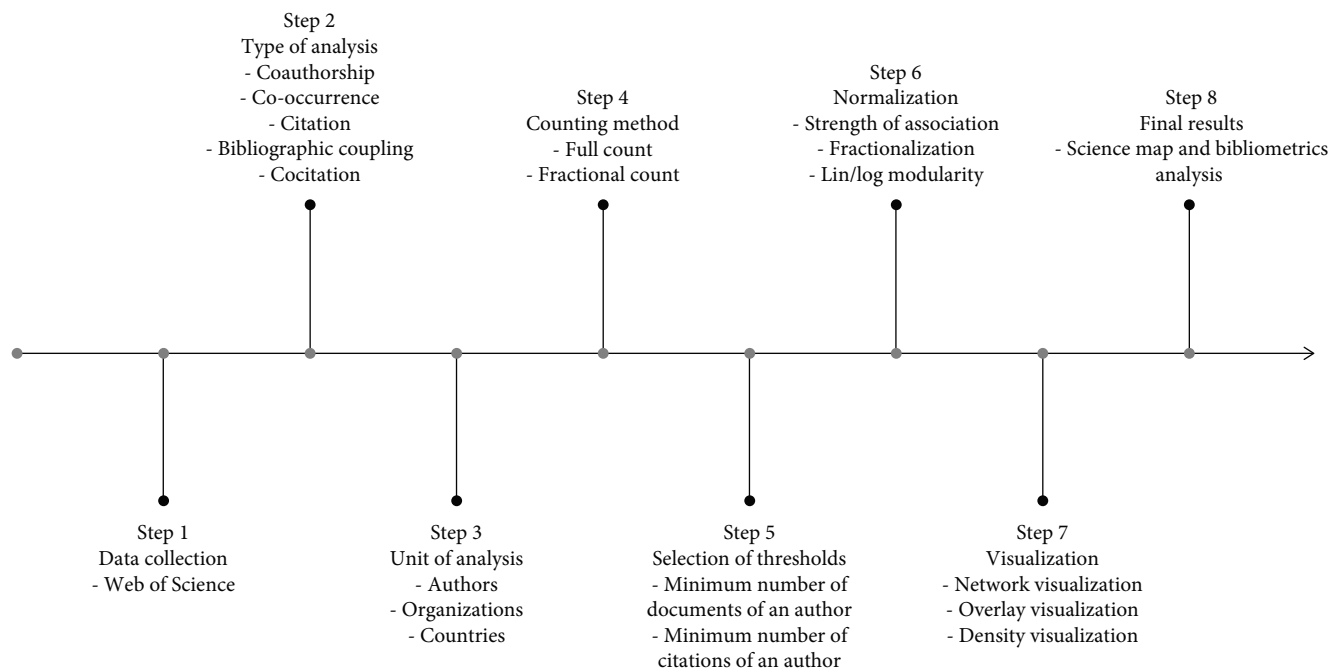 Step 2
Type of analysis
- Coauthorship
- Co-occurrence
- Citation
- Bibliographic coupling
- Cocitation
Step 4
Counting method
- Full count
- Fractional count
Step 6
Normalization
- Strength of association
- Fractionalization
- Lin/log modularity
Step 8
Final results
- Science map and bibliometrics
analysis
Step 1
Data collection
- Web of Science
Step 3
Unit of analysis
- Authors
- Organizations
- Countries
Step 5
Selection of thresholds
- Minimum number of
documents of an author
- Minimum number of
citations of an author
Step 7
Visualization
- Network visualization
- Overlay visualization
- Density visualization